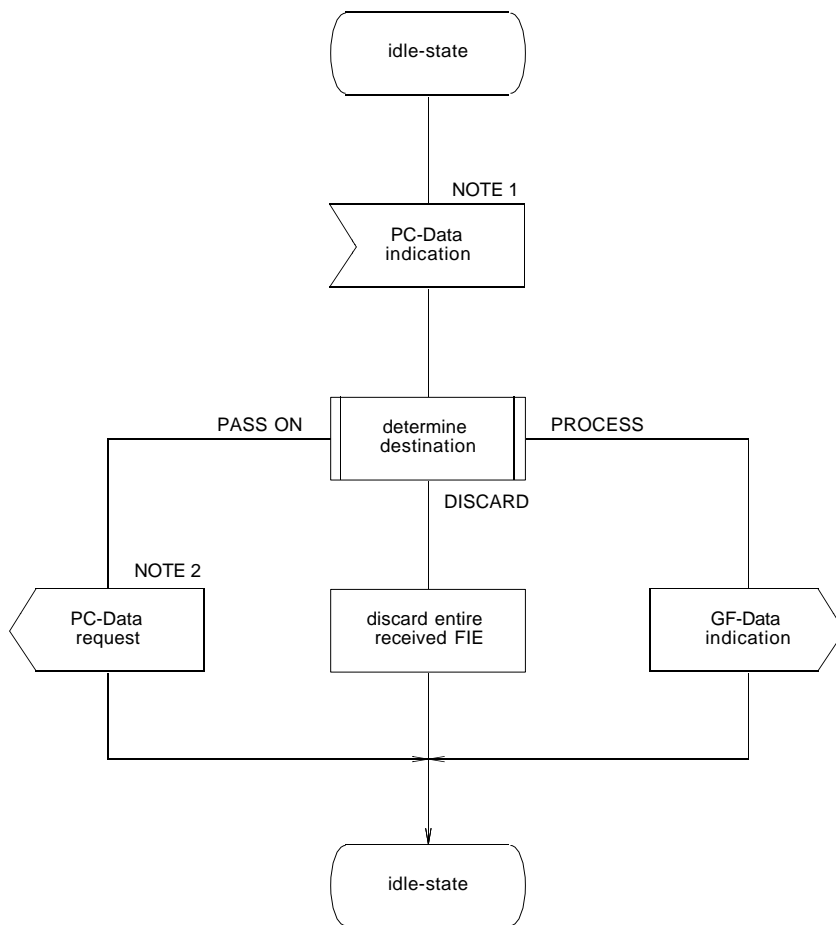 idle-state
NOTE 1
PC-Data
indication
PASS ON
determine
destination
PROCESS
DISCARD
NOTE 2
PC-Data
request
discard entire
received FIE
GF-Data
indication
idle-state